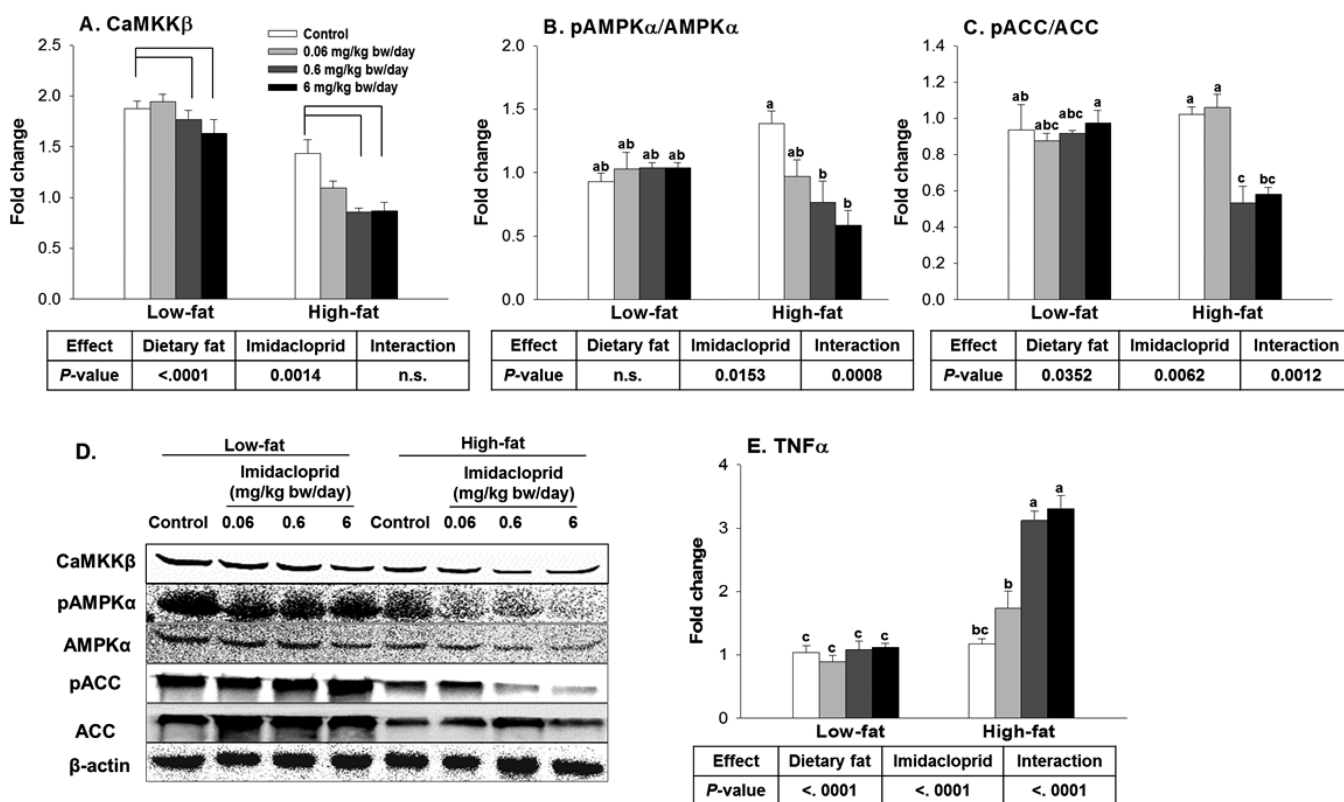 A. CaMKKβ
Fold change
2.5
2.0
1.5
1.0
0.5
0.0
Control
0.06 mg/kg bw/day
0.6 mg/kg bw/day
6 mg/kg bw/day
Low-fat High-fat
Effect Dietary fat Imidacloprid Interaction
P-value <.0001 0.0014 n.s.
B. pAMPKα/AMPKα
Fold change
2.0
1.5
1.0
0.5
0.0
ab ab ab ab a ab b b
Low-fat High-fat
Effect Dietary fat Imidacloprid Interaction
P-value n.s. 0.0153 0.0008
C. pACC/ACC
Fold change
1.4
1.2
1.0
0.8
0.6
0.4
0.2
0.0
ab abc abc a a a c bc
Low-fat High-fat
Effect Dietary fat Imidacloprid Interaction
P-value 0.0352 0.0062 0.0012
D.
Low-fat High-fat
Imidacloprid Imidacloprid
(mg/kg bw/day) (mg/kg bw/day)
Control 0.06 0.6 6 Control 0.06 0.6 6
CaMKKβ
pAMPKα
AMPKα
pACC
ACC
β-actin
E. TNFα
Fold change
4
3
2
1
0
c c c c bc b a a
Low-fat High-fat
Effect Dietary fat Imidacloprid Interaction
P-value <. 0001 <. 0001 <. 0001